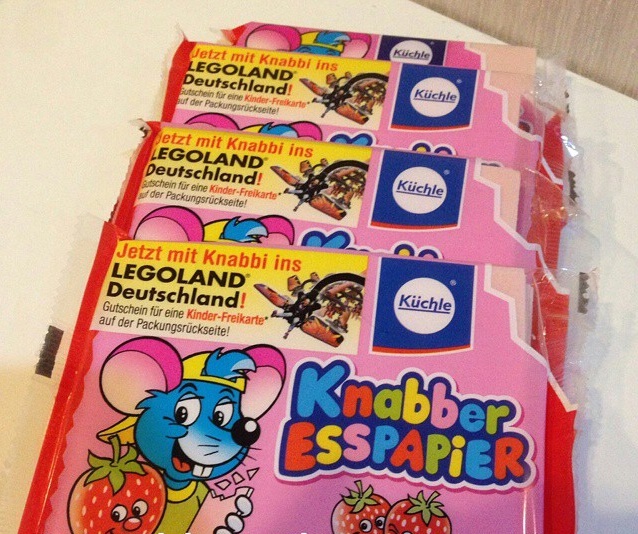 Jetzt mit Knabbi ins
LEGOLAND®
Deutschland!
Gutschein für eine Kinder-Freikarte*
auf der Packungsrückseite!
Küchle
Küchle
Jetzt mit Knabbi ins
LEGOLAND®
Deutschland!
Gutschein für eine Kinder-Freikarte*
auf der Packungsrückseite!
Küchle
Jetzt mit Knabbi ins
LEGOLAND®
Deutschland!
Gutschein für eine Kinder-Freikarte*
auf der Packungsrückseite!
Küchle
Knabber
ESSPAPiER